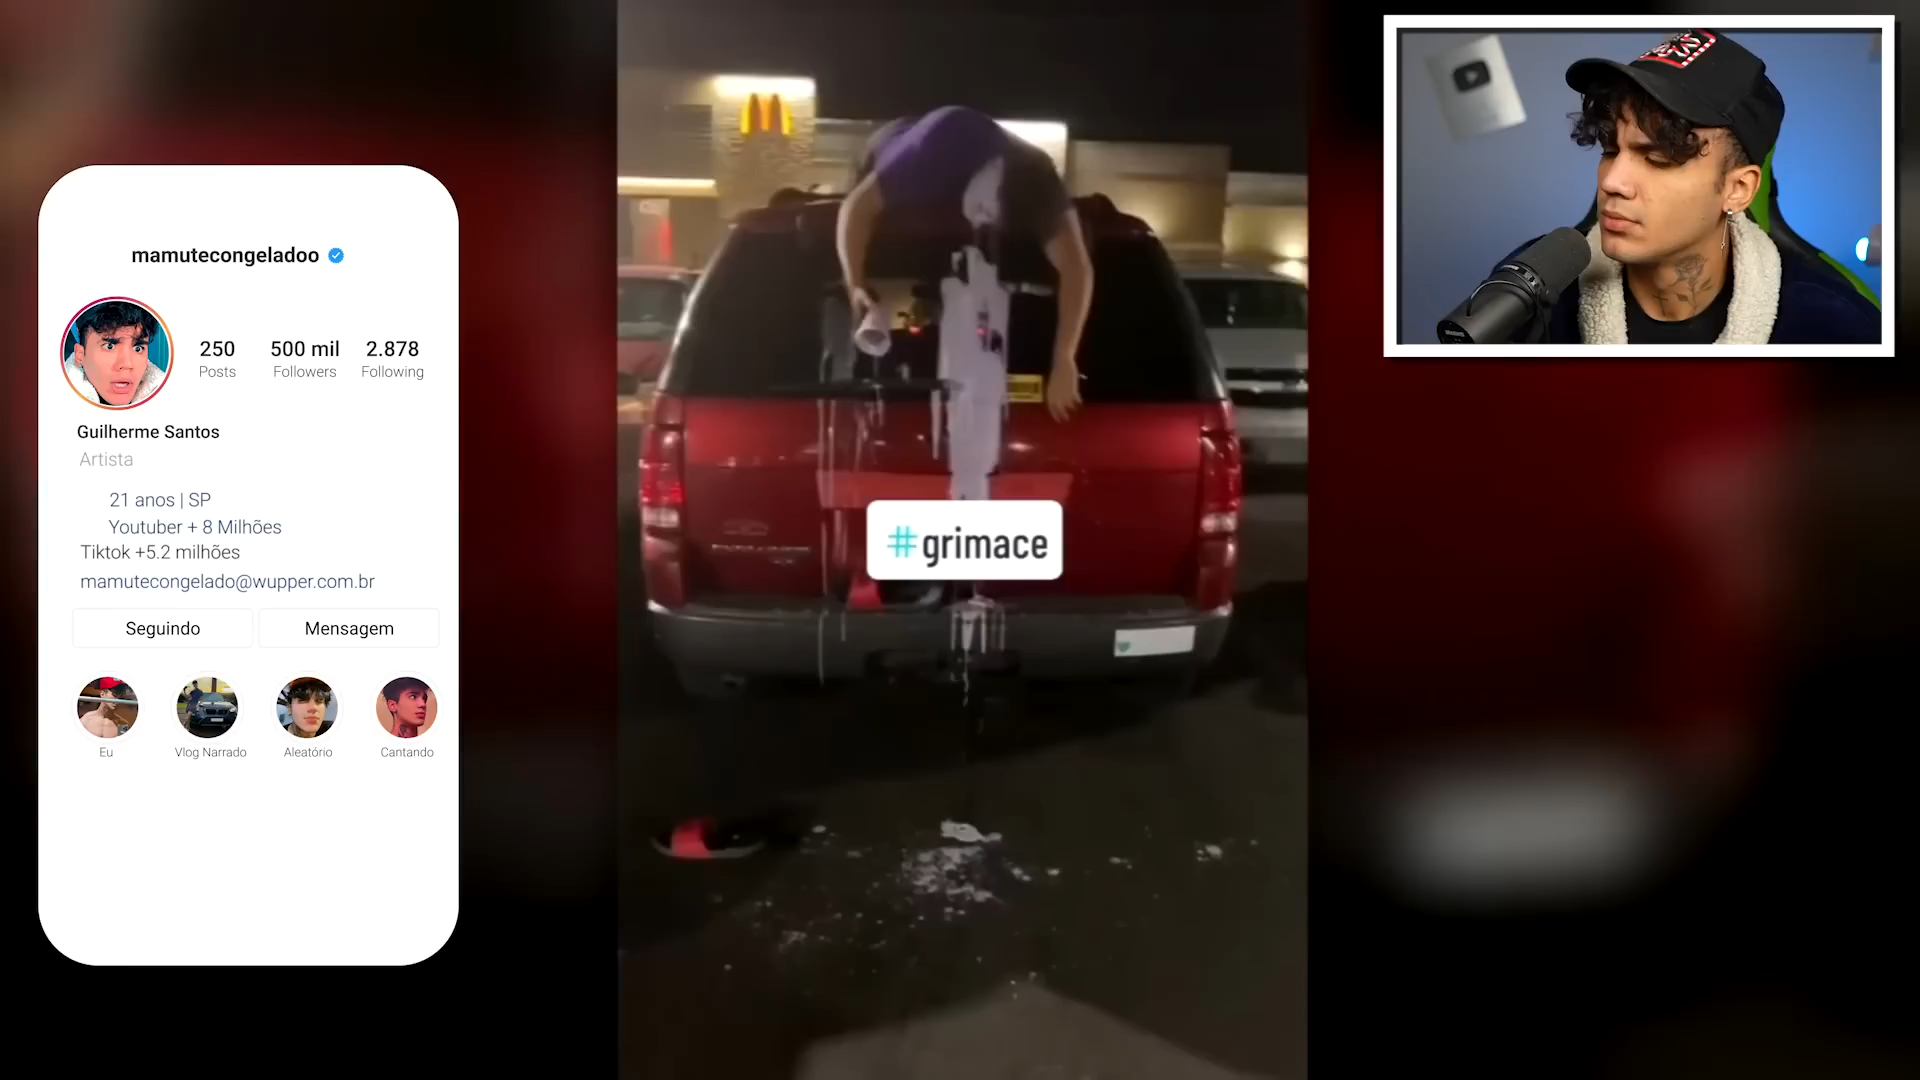 mamutecongeladoo
250
Posts
500 mil
Followers
2.878
Following
Guilherme Santos
Artista
21 anos | SP
Youtuber + 8 Milhões
Tiktok +5.2 milhões
mamutecongelado@wupper.com.br
Seguindo
Mensagem
Eu
Vlog Narrado
Aleatório
Cantando
#grimace